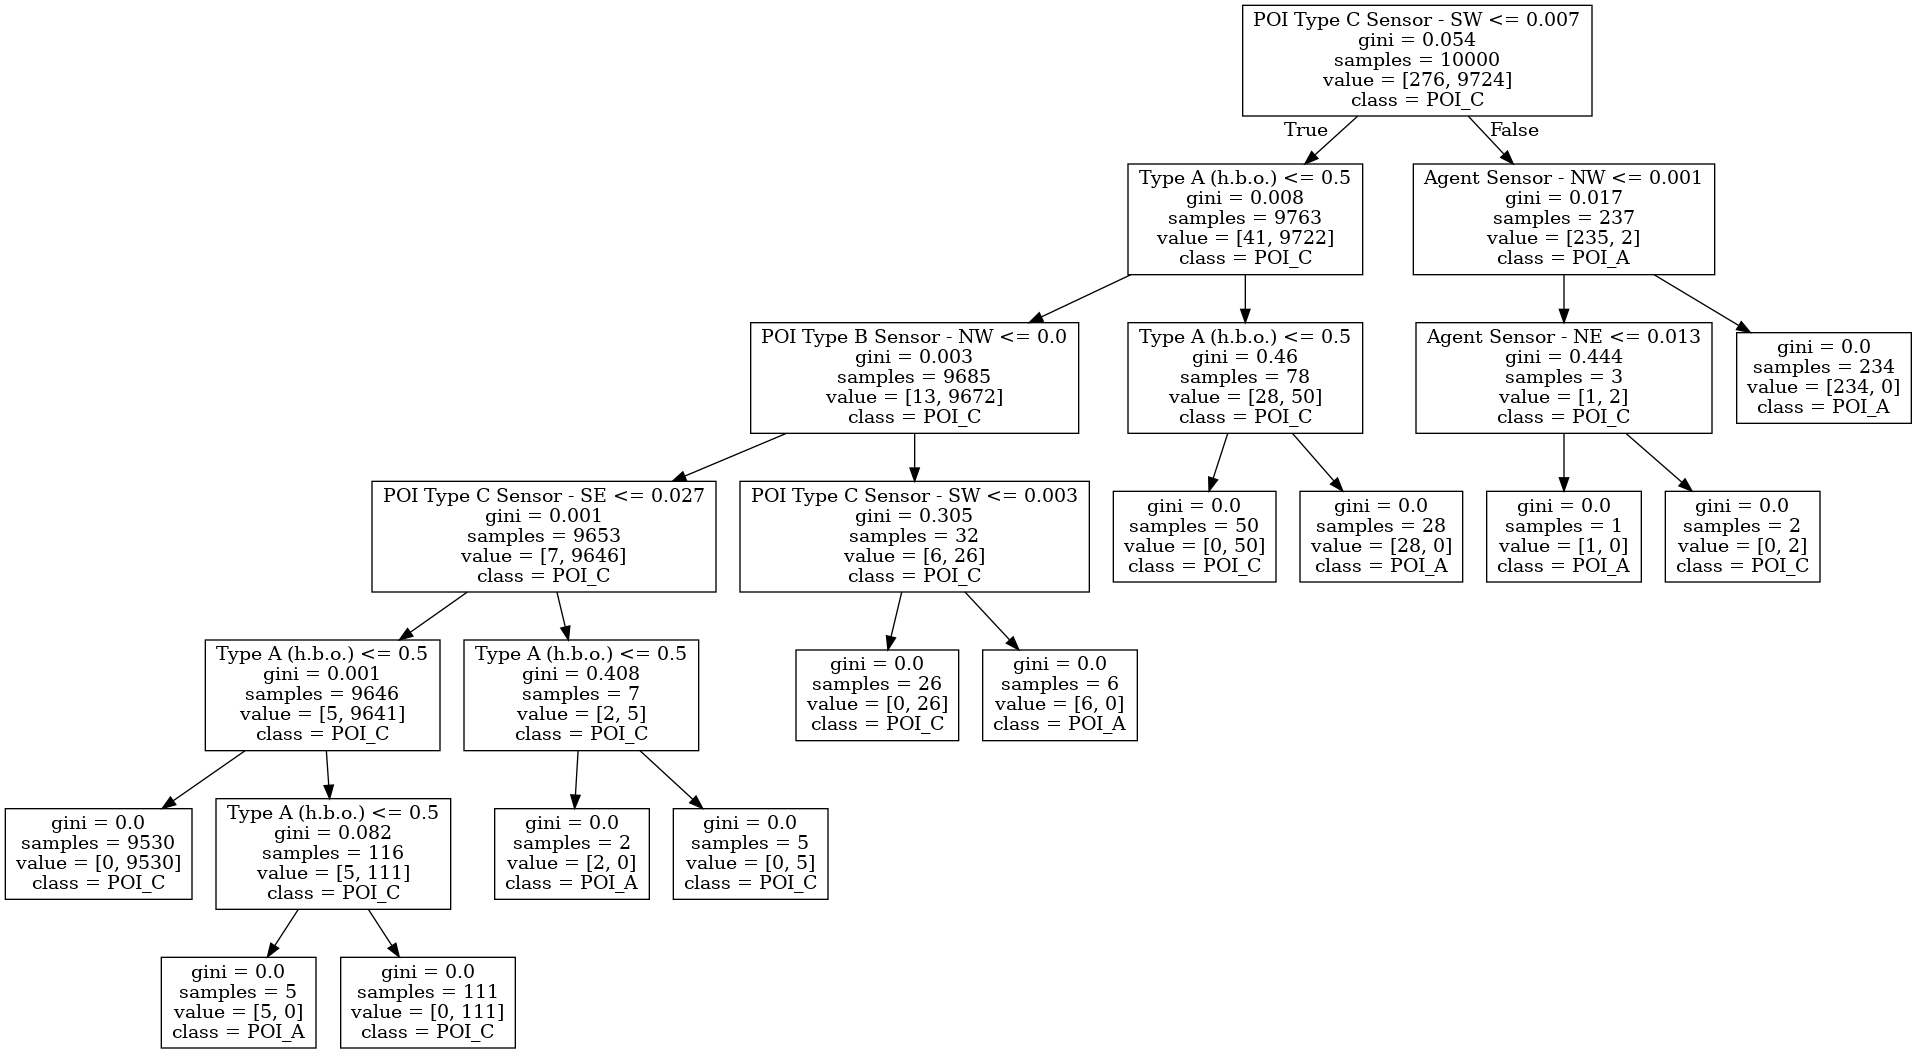 POI Type C Sensor - SW <= 0.007
gini = 0.054
samples = 10000
value = [276, 9724]
class = POI_C
True
False
Type A (h.b.o.) <= 0.5
gini = 0.008
samples = 9763
value = [41, 9722]
class = POI_C
Agent Sensor - NW <= 0.001
gini = 0.017
samples = 237
value = [235, 2]
class = POI_A
POI Type B Sensor - NW <= 0.0
gini = 0.003
samples = 9685
value = [13, 9672]
class = POI_C
Type A (h.b.o.) <= 0.5
gini = 0.46
samples = 78
value = [28, 50]
class = POI_C
Agent Sensor - NE <= 0.013
gini = 0.444
samples = 3
value = [1, 2]
class = POI_C
gini = 0.0
samples = 234
value = [234, 0]
class = POI_A
POI Type C Sensor - SE <= 0.027
gini = 0.001
samples = 9653
value = [7, 9646]
class = POI_C
POI Type C Sensor - SW <= 0.003
gini = 0.305
samples = 32
value = [6, 26]
class = POI_C
gini = 0.0
samples = 50
value = [0, 50]
class = POI_C
gini = 0.0
samples = 28
value = [28, 0]
class = POI_A
gini = 0.0
samples = 1
value = [1, 0]
class = POI_A
gini = 0.0
samples = 2
value = [0, 2]
class = POI_C
Type A (h.b.o.) <= 0.5
gini = 0.001
samples = 9646
value = [5, 9641]
class = POI_C
Type A (h.b.o.) <= 0.5
gini = 0.408
samples = 7
value = [2, 5]
class = POI_C
gini = 0.0
samples = 26
value = [0, 26]
class = POI_C
gini = 0.0
samples = 6
value = [6, 0]
class = POI_A
gini = 0.0
samples = 9530
value = [0, 9530]
class = POI_C
Type A (h.b.o.) <= 0.5
gini = 0.082
samples = 116
value = [5, 111]
class = POI_C
gini = 0.0
samples = 2
value = [2, 0]
class = POI_A
gini = 0.0
samples = 5
value = [0, 5]
class = POI_C
gini = 0.0
samples = 5
value = [5, 0]
class = POI_A
gini = 0.0
samples = 111
value = [0, 111]
class = POI_C